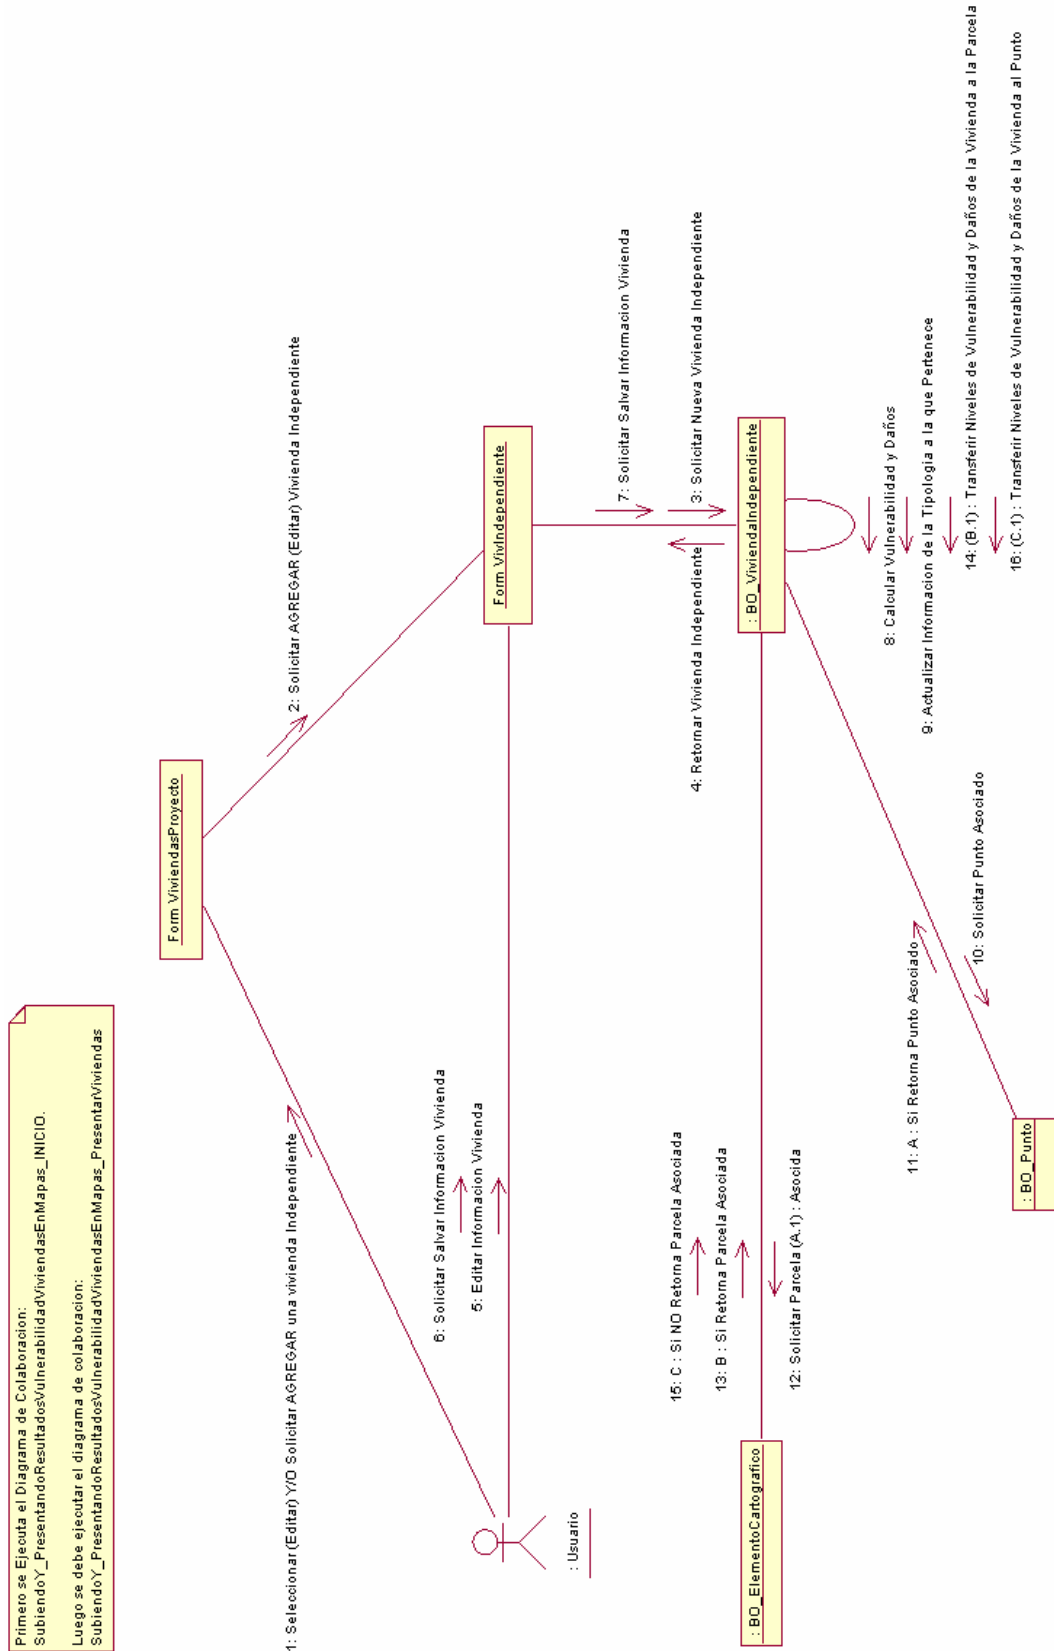 Primero se Ejecuta el Diagrama de Colaboracion:
SubiendoY_PresentandoResultadosVulnerabilidadViviendasEnMapas_INICIO.
Luego se debe ejecutar el diagrama de colaboracion:
SubiendoY_PresentandoResultadosVulnerabilidadViviendasEnMapas_PresentarViviendas
Form ViviendasProyecto
1: Seleccionar (Editar) Y/O Solicitar AGREGAR una vivienda Independiente
2: Solicitar AGREGAR (Editar) Vivienda Independiente
6: Solicitar Salvar Informacion Vivienda
5: Editar Informacion Vivienda
: Usuario
Form VivIndependiente
7: Solicitar Salvar Informacion Vivienda
3: Solicitar Nueva Vivienda Independiente
4: Retornar Vivienda Independiente
: BO_ViviendaIndependiente
15: C : Si NO Retorna Parcela Asociada
13: B : Si Retorna Parcela Asociada
12: Solicitar Parcela (A.1) : Asocida
: BO_ElementoCartografico
8: Calcular Vulnerabilidad y Daños
9: Actualizar Informacion de la Tipologia a la que Pertenece
14: (B.1) : Transferir Niveles de Vulnerabilidad y Daños de la Vivienda a la Parcela
16: (C.1) : Transferir Niveles de Vulnerabilidad y Daños de la Vivienda al Punto
11: A : Si Retorna Punto Asociado
10: Solicitar Punto Asociado
: BO_Punto